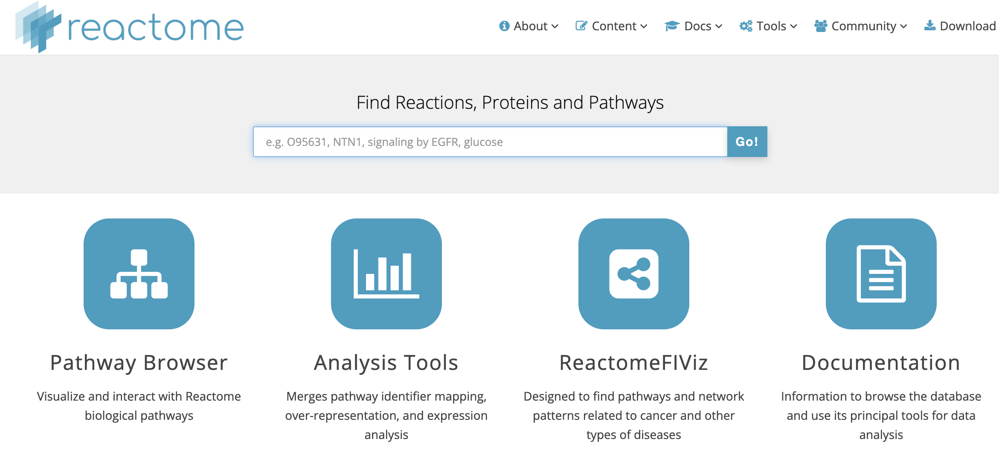 reactome
About
Content
Docs
Tools
Community
Download
Find Reactions, Proteins and Pathways
e.g. O95631, NTN1, signaling by EGFR, glucose
Go!
Pathway Browser
Visualize and interact with Reactome
biological pathways
Analysis Tools
Merges pathway identifier mapping,
over-representation, and expression
analysis
ReactomeFIViz
Designed to find pathways and network
patterns related to cancer and other
types of diseases
Documentation
Information to browse the database
and use its principal tools for data
analysis